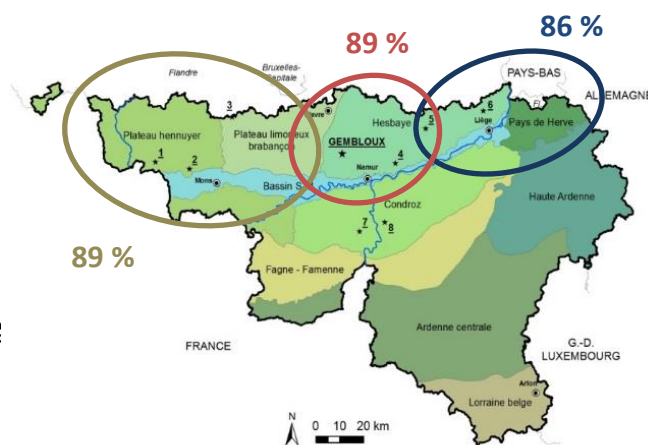 89 %
86 %
Flandre
Bruxelles-
Capitale
PAYS-BAS
ALLEMAGNE
3
6
5
Liège
Pays de Herve
Hesbaye
Plateau hennuyer
Plateau limoneux
brabançon
GEMBLOUX
1
2
4
Mons
Namur
Bassin S
Haute Ardenne
Condroz
7
8
89 %
Fagne - Famenne
Ardenne centrale
FRANCE
G.-D.
LUXEMBOURG
Arlon
Lorraine belge
N
0 10 20 km